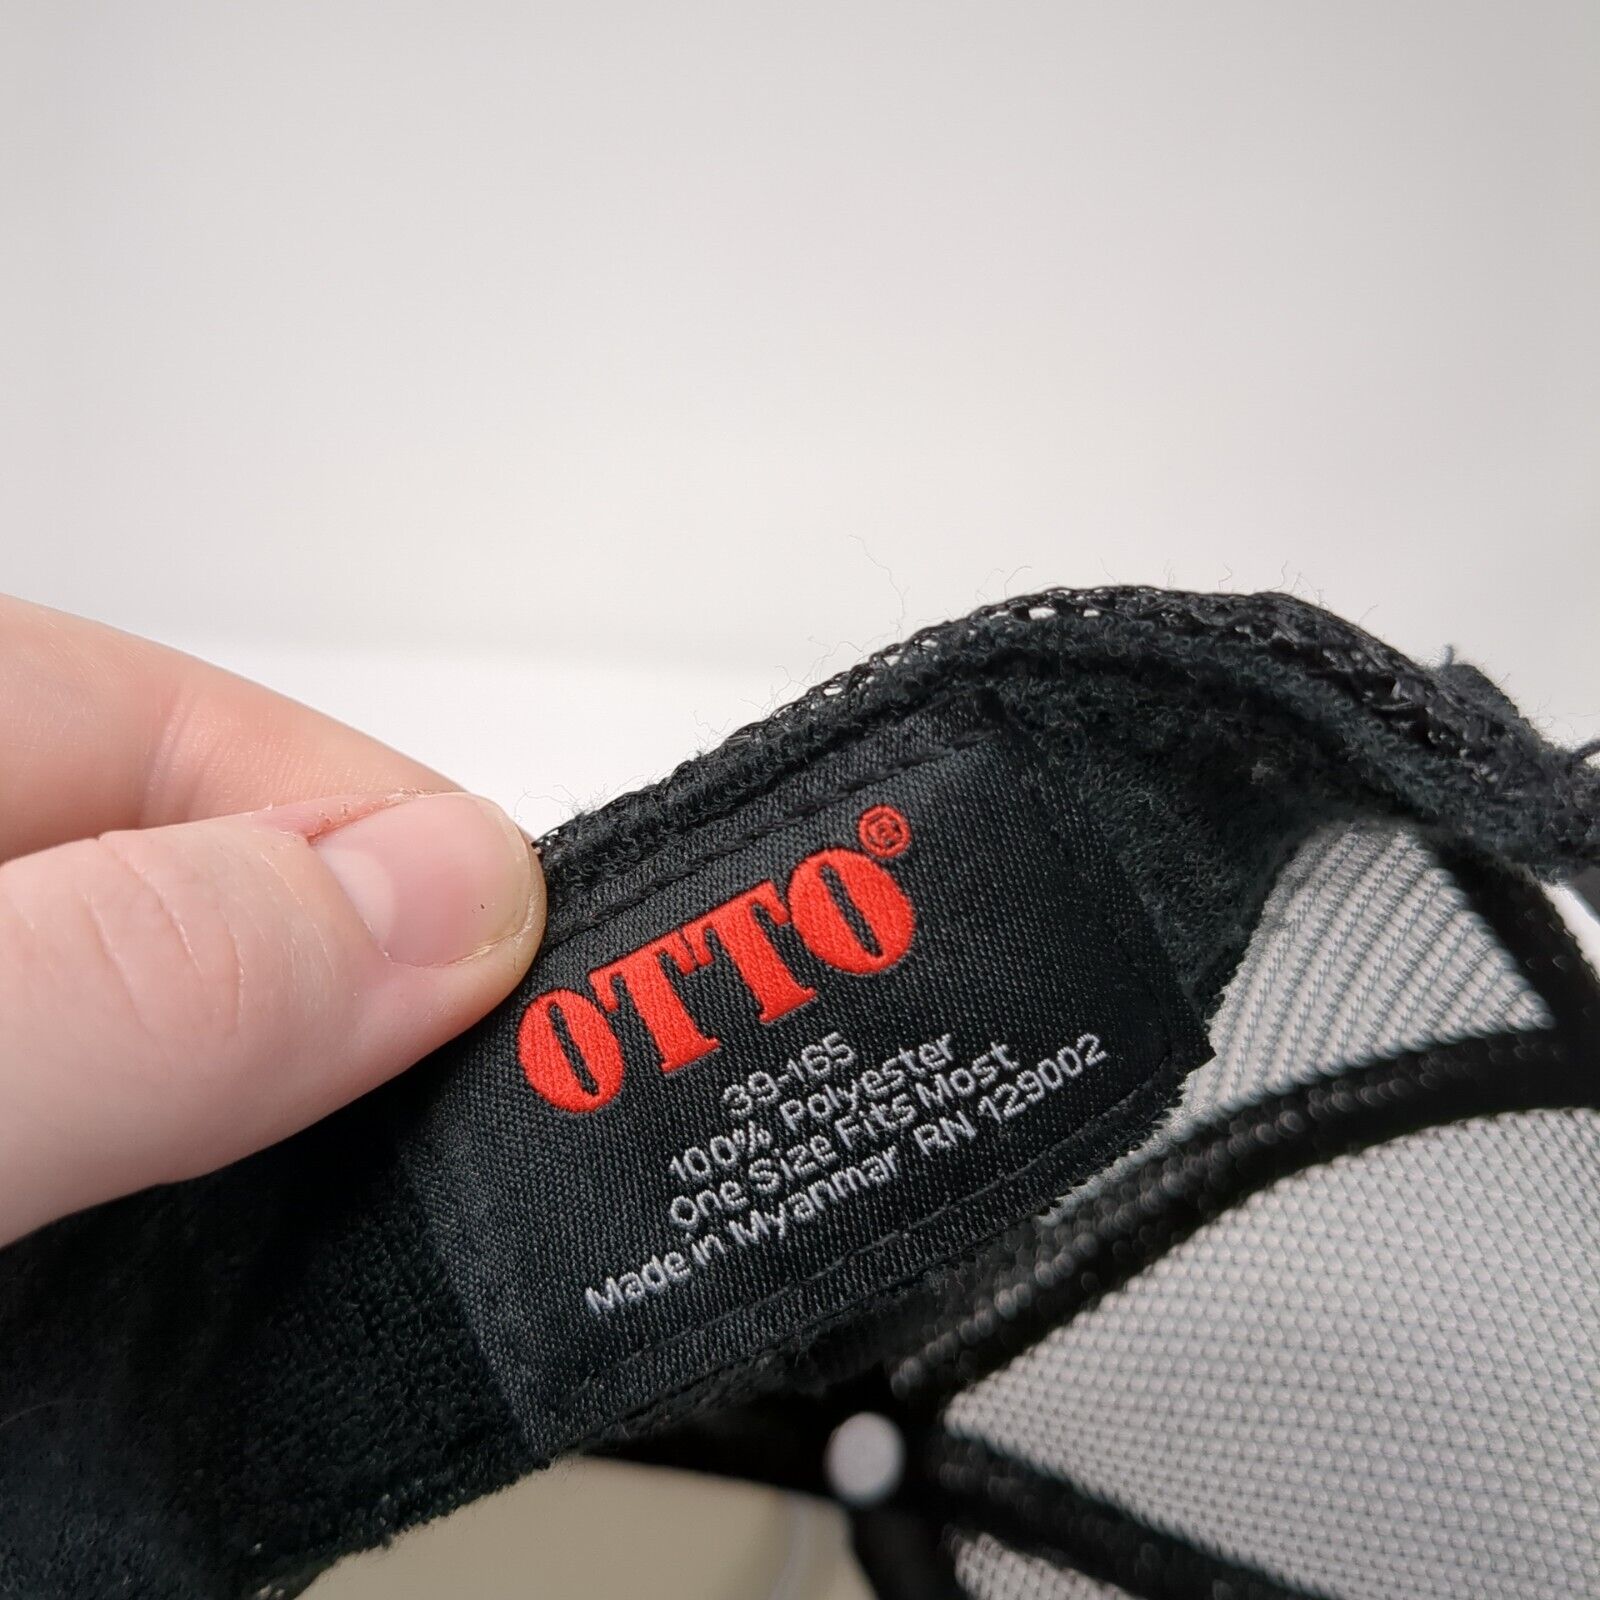 OTTO®
39-165
100% Polyester
One Size Fits Most
Made in Myanmar RN 129002